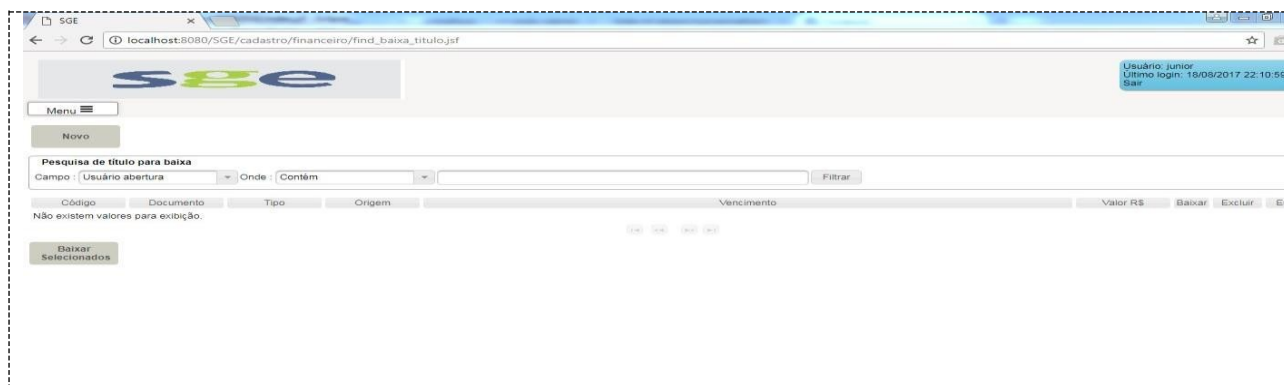 SGE
localhost:8080/SGE/cadastro/financeiro/find_baixa_titulo.jsf
sge
Usuário: junior
Último login: 18/08/2017 22:10:59
Sair
Menu
Novo
Pesquisa de título para baixa
Campo : Usuário abertura Onde : Contém Filtrar
Código Documento Tipo Origem Vencimento Valor R$ Baixar Excluir
Não existem valores para exibição.
Baixar
Selecionados